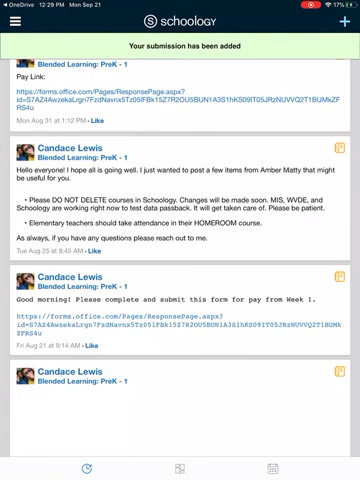 OneDrive 12:29 PM Mon Sep 21 17%
schoology
Your submission has been added
Blended Learning: PreK - 1
Pay Link:
https://forms.office.com/Pages/ResponsePage.aspx?
Mon Aug 31 at 1:12 PM · Like
Candace Lewis
Blended Learning: PreK - 1
Hello everyone! I hope all is going well. I just wanted to post a few items from Amber Matty that might
be useful for you.
• Please DO NOT DELETE courses in Schoology. Changes will be made soon. MIS, WVDE, and
Schoology are working right now to test data passback. It will get taken care of. Please be patient.
• Elementary teachers should take attendance in their HOMEROOM course.
As always, if you have any questions please reach out to me.
Tue Aug 25 at 8:45 AM · Like
Candace Lewis
Blended Learning: PreK - 1
Good morning! Please complete and submit this form for pay from Week 1.
https://forms.office.com/Pages/ResponsePage.aspx?
Fri Aug 21 at 9:14 AM · Like
Candace Lewis
Blended Learning: PreK - 1